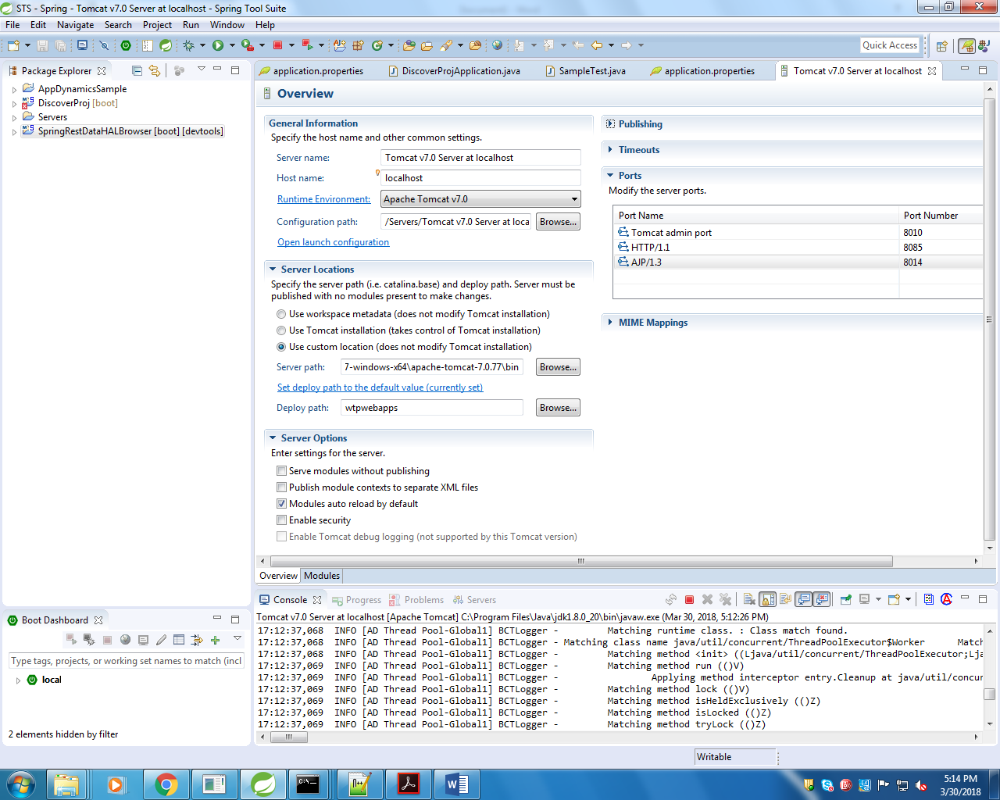 STS - Spring - Tomcat v7.0 Server at localhost - Spring Tool Suite
File Edit Navigate Search Project Run Window Help
Quick Access
Package Explorer
AppDynamicsSample
DiscoverProj [boot]
Servers
SpringRestDataHALBrowser [boot] [devtools]
application.properties
DiscoverProjApplication.java
SampleTest.java
application.properties
Tomcat v7.0 Server at localhost
Overview
General Information
Specify the host name and other common settings.
Server name: Tomcat v7.0 Server at localhost
Host name: localhost
Runtime Environment: Apache Tomcat v7.0
Configuration path: /Servers/Tomcat v7.0 Server at loca Browse...
Open launch configuration
Server Locations
Specify the server path (i.e. catalina.base) and deploy path. Server must be
published with no modules present to make changes.
Use workspace metadata (does not modify Tomcat installation)
Use Tomcat installation (takes control of Tomcat installation)
Use custom location (does not modify Tomcat installation)
Server path: 7-windows-x64\apache-tomcat-7.0.77\bin Browse...
Set deploy path to the default value (currently set)
Deploy path: wtpwebapps Browse...
Server Options
Enter settings for the server.
Serve modules without publishing
Publish module contexts to separate XML files
Modules auto reload by default
Enable security
Enable Tomcat debug logging (not supported by this Tomcat version)
Publishing
Timeouts
Ports
Modify the server ports.
Port Name Port Number
Tomcat admin port 8010
HTTP/1.1 8085
AJP/1.3 8014
MIME Mappings
Overview Modules
Boot Dashboard
Type tags, projects, or working set names to match (incl
local
2 elements hidden by filter
Console Progress Problems Servers
Tomcat v7.0 Server at localhost [Apache Tomcat] C:\Program Files\Java\jdk1.8.0_20\bin\javaw.exe (Mar 30, 2018, 5:12:26 PM)
17:12:37,068 INFO [AD Thread Pool-Global1] BCTLogger - Matching runtime class. : Class match found.
17:12:37,068 INFO [AD Thread Pool-Global1] BCTLogger - Matching class name java/util/concurrent/ThreadPoolExecutor$Worker Matc
17:12:37,069 INFO [AD Thread Pool-Global1] BCTLogger - Matching method <init> ((Ljava/util/concurrent/ThreadPoolExecutor;Lja
17:12:37,069 INFO [AD Thread Pool-Global1] BCTLogger - Matching method run (()V)
17:12:37,069 INFO [AD Thread Pool-Global1] BCTLogger - Applying method interceptor entry.Cleanup at java/util/concur
17:12:37,069 INFO [AD Thread Pool-Global1] BCTLogger - Matching method lock (()V)
17:12:37,069 INFO [AD Thread Pool-Global1] BCTLogger - Matching method isHeldExclusively (()Z)
17:12:37,069 INFO [AD Thread Pool-Global1] BCTLogger - Matching method isLocked (()Z)
17:12:37,069 INFO [AD Thread Pool-Global1] BCTLogger - Matching method tryLock (()Z)
Writable
5:14 PM
3/30/2018